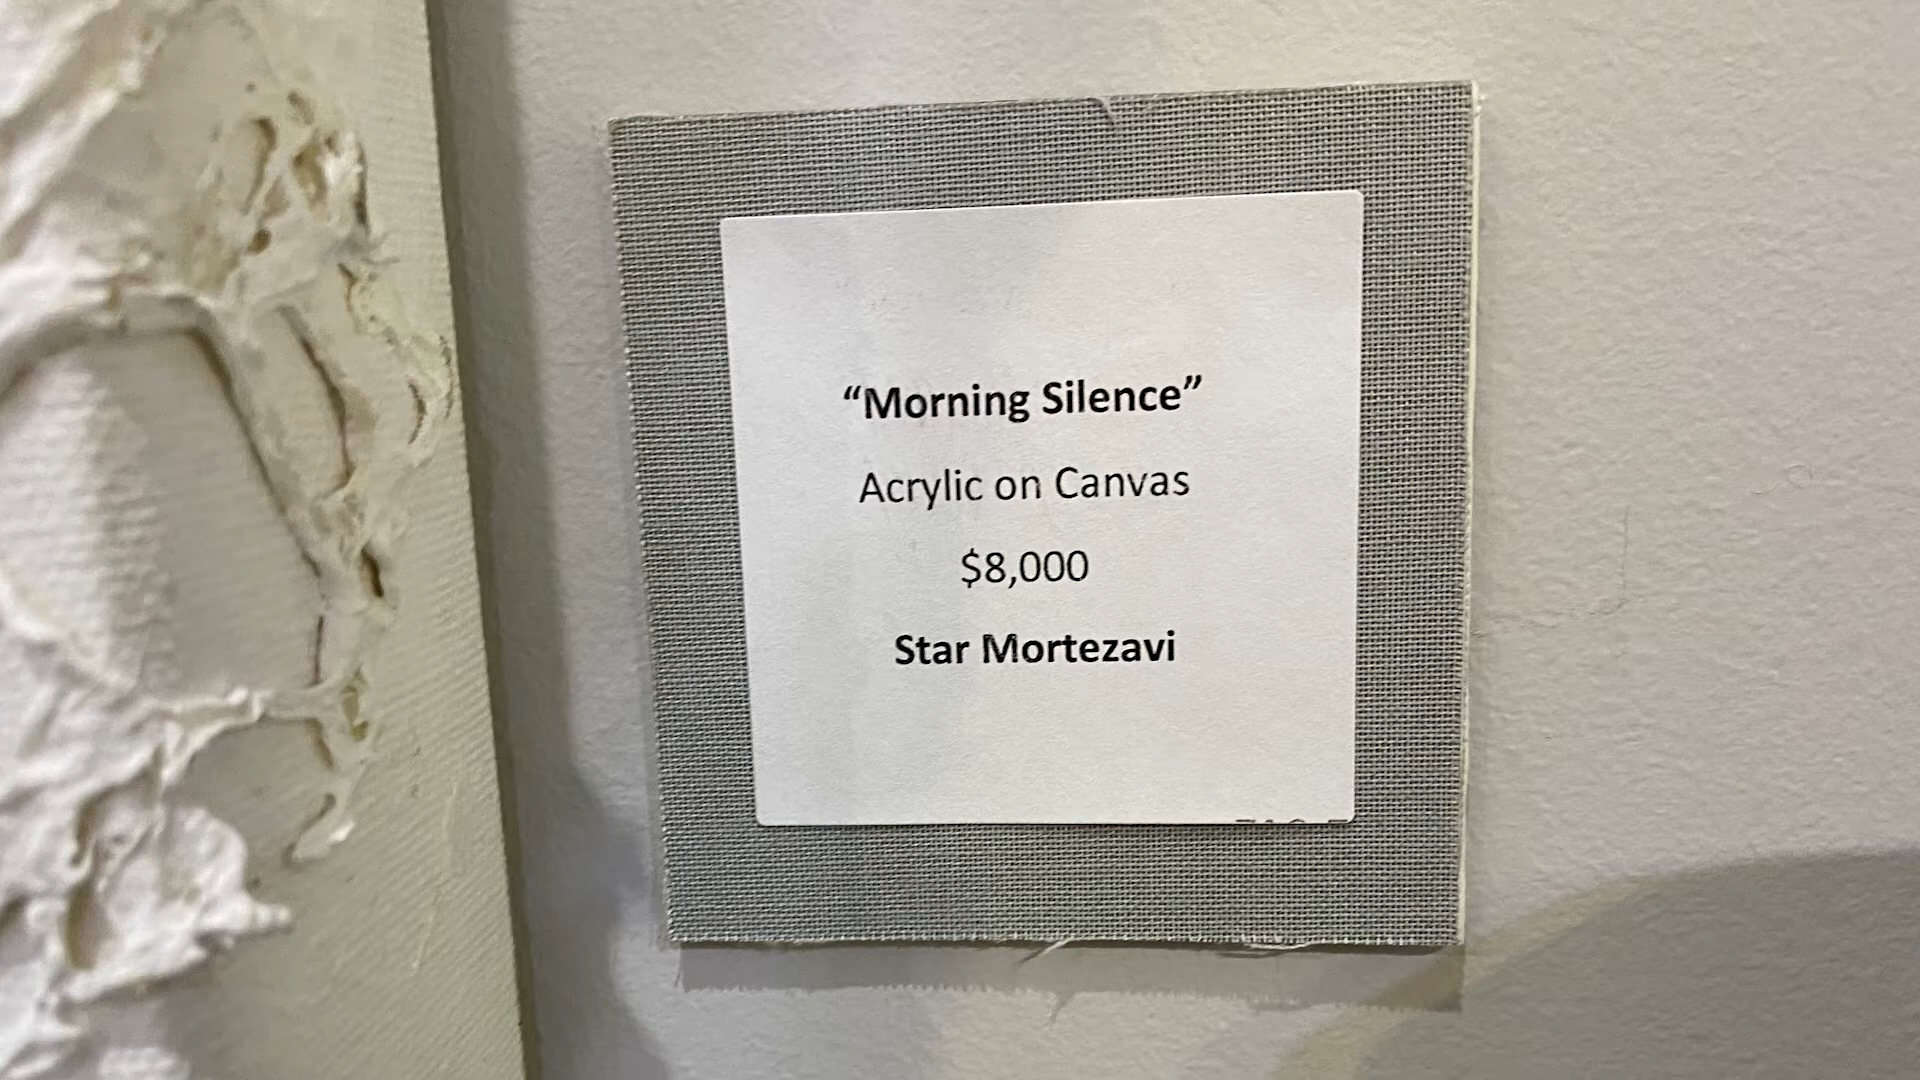 “Morning Silence”
Acrylic on Canvas
$8,000
Star Mortezavi